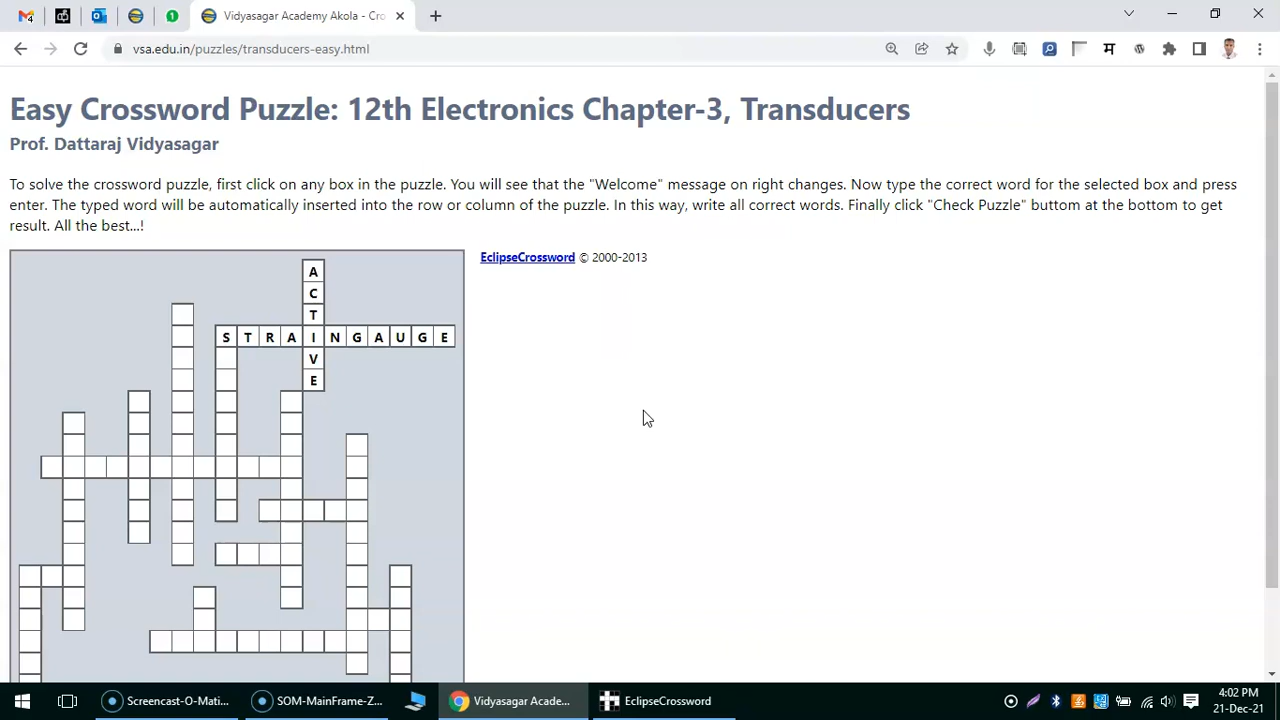 Vidyasagar Academy Akola - Cro
vsa.edu.in/puzzles/transducers-easy.html
Easy Crossword Puzzle: 12th Electronics Chapter-3, Transducers
Prof. Dattaraj Vidyasagar
To solve the crossword puzzle, first click on any box in the puzzle. You will see that the "Welcome" message on right changes. Now type the correct word for the selected box and press
enter. The typed word will be automatically inserted into the row or column of the puzzle. In this way, write all correct words. Finally click "Check Puzzle" buttom at the bottom to get
result. All the best...!
EclipseCrossword © 2000-2013
A
C
T
S T R A I N G A U G E
V
E
Screencast-O-Mati...
SOM-MainFrame-Z...
Vidyasagar Acade...
EclipseCrossword
4:02 PM
21-Dec-21